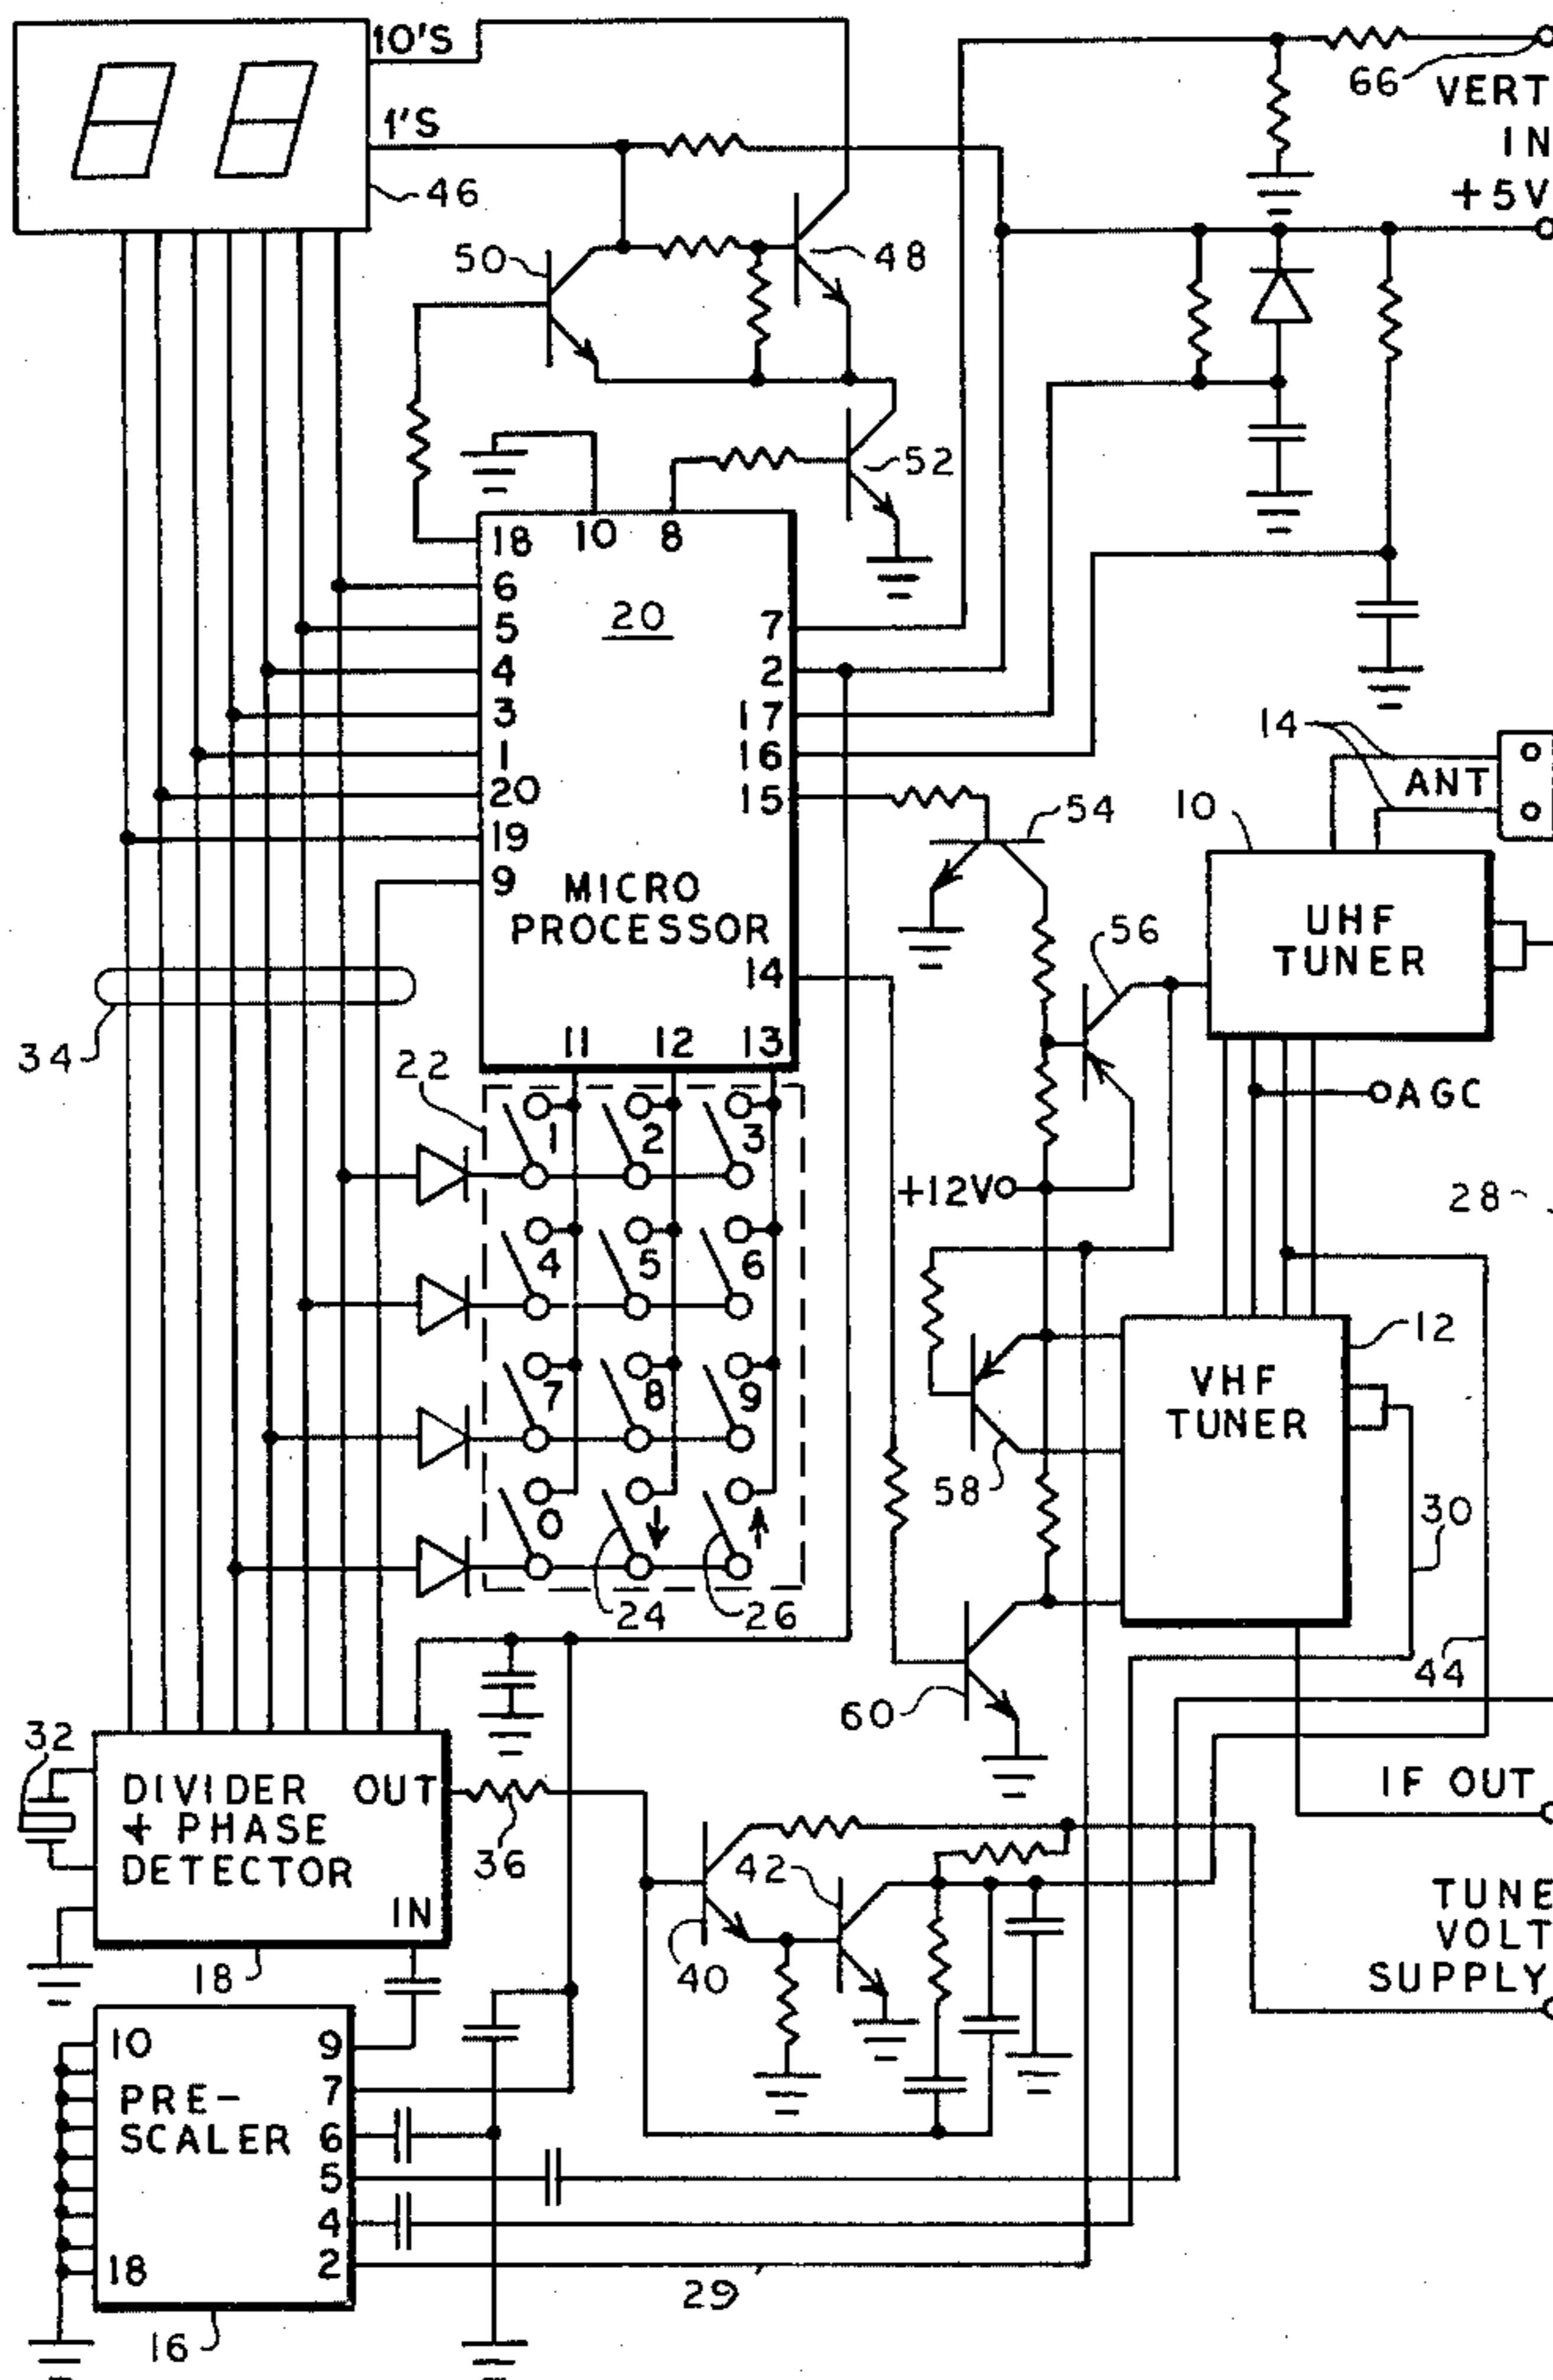 10'S
1'S
46
50
48
52
66
VERT
IN
+5V
18
10
8
6
5
4
3
1
20
19
9
20
7
2
17
16
15
14
MICRO
PROCESSOR
11
12
13
34
22
1
2
3
4
5
6
7
8
9
0
24
26
54
56
14
ANT
10
UHF
TUNER
AGC
28
+12V
12
VHF
TUNER
58
30
60
44
IF OUT
32
DIVIDER
+ PHASE
DETECTOR
OUT
IN
18
36
40
42
TUNE
VOLT
SUPPLY
10
PRE-
SCALER
18
9
7
6
5
4
2
29
16